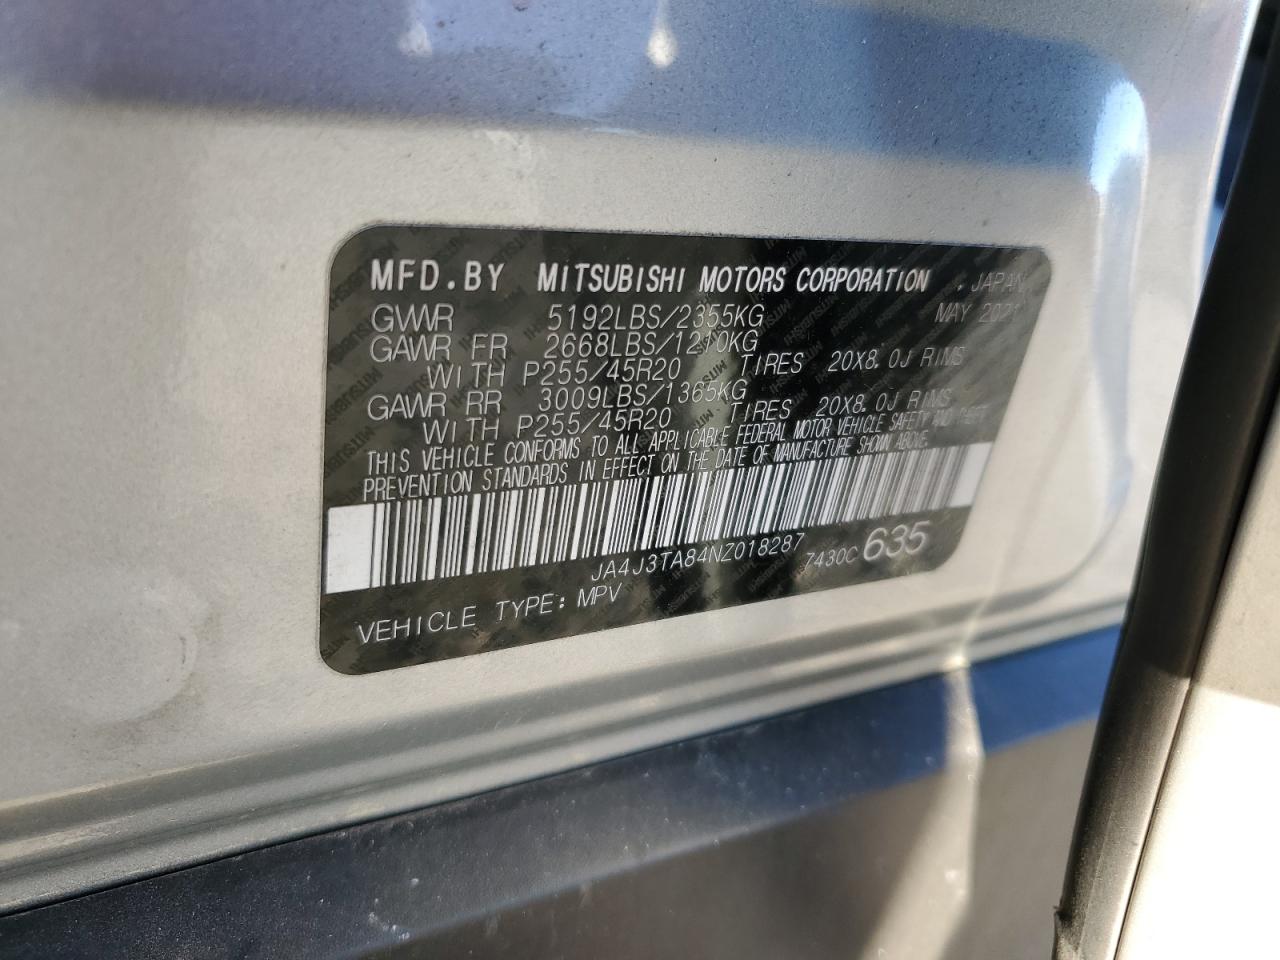 MFD.BY MITSUBISHI MOTORS CORPORATION .JAPAN
GVWR 5192LBS/2355KG MAY 2021
GAWR FR 2668LBS/1210KG
WITH P255/45R20 TIRES 20X8.0J RIMS
GAWR RR 3009LBS/1365KG
WITH P255/45R20 TIRES 20X8.0J RIMS
THIS VEHICLE CONFORMS TO ALL APPLICABLE FEDERAL MOTOR VEHICLE SAFETY AND THEFT
PREVENTION STANDARDS IN EFFECT ON THE DATE OF MANUFACTURE SHOWN ABOVE.
JA4J3TA84NZ018287 7430C 635
VEHICLE TYPE: MPV